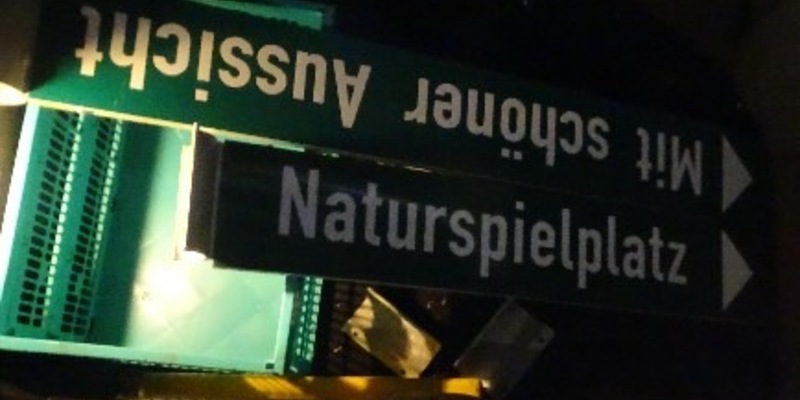 Mit schöner Aussicht
Naturspielplatz